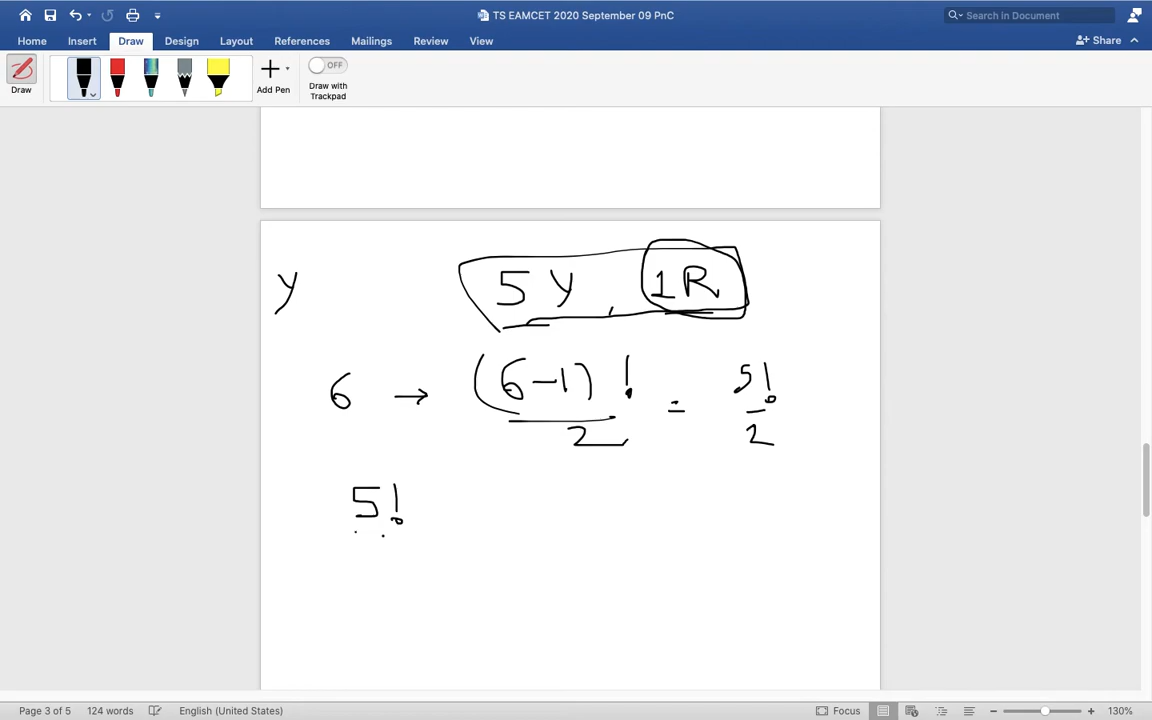 TS EAMCET 2020 September 09 PnC
Search in Document
Home Insert Draw Design Layout References Mailings Review View
Share
OFF
Draw
Add Pen
Draw with
Trackpad
y 5 y , 1R
6 → (6-1) ! / 2 = 5! / 2
5!
Page 3 of 5 124 words English (United States) Focus 130%